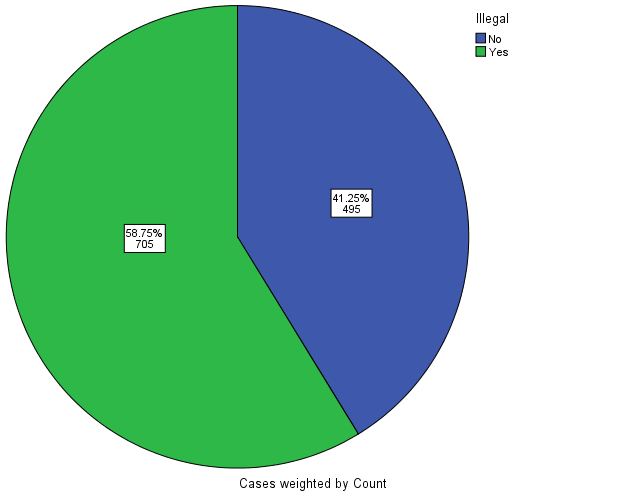 Illegal
No
Yes
41.25%
495
58.75%
705
Cases weighted by Count